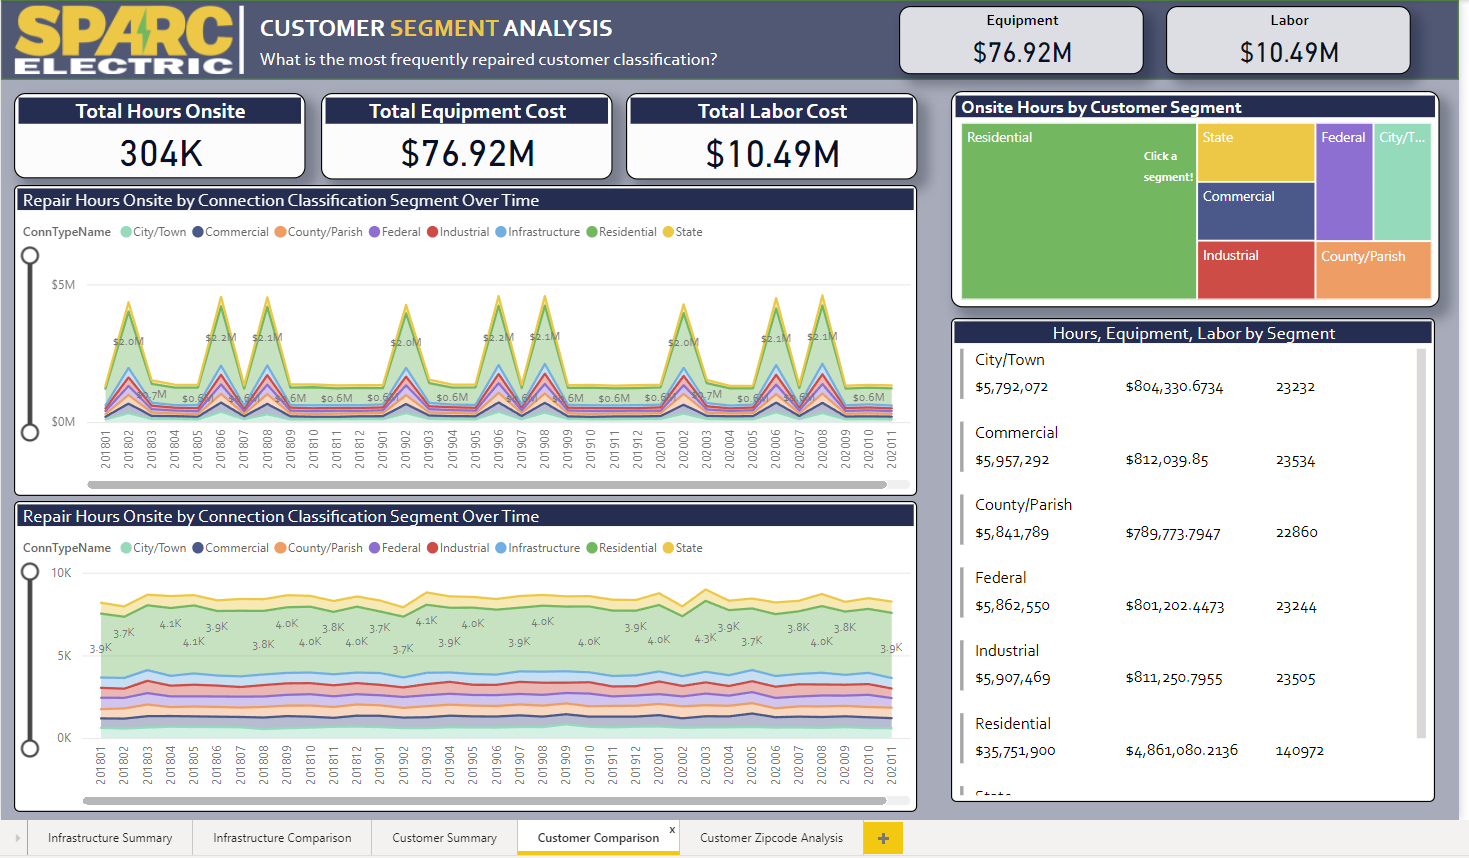 SPARC
ELECTRIC
CUSTOMER SEGMENT ANALYSIS
What is the most frequently repaired customer classification?
Equipment
$76.92M
Labor
$10.49M
Total Hours Onsite
304K
Total Equipment Cost
$76.92M
Total Labor Cost
$10.49M
Repair Hours Onsite by Connection Classification Segment Over Time
ConnTypeName City/Town Commercial County/Parish Federal Industrial Infrastructure Residential State
$5M
$2.0M $2.2M $2.1M $2.0M $2.2M $2.1M $2.0M $2.1M $2.1M
$0.7M $0.6M $0.6M $0.6M $0.6M $0.6M $0.6M $0.6M $0.6M $0.6M $0.6M $0.7M $0.6M $0.6M $0.6M
$0M
201801 201802 201803 201804 201805 201806 201807 201808 201809 201810 201811 201812 201901 201902 201903 201904 201905 201906 201907 201908 201909 201910 201911 201912 202001 202002 202003 202004 202005 202006 202007 202008 202009 202010 202011
Repair Hours Onsite by Connection Classification Segment Over Time
ConnTypeName City/Town Commercial County/Parish Federal Industrial Infrastructure Residential State
10K
5K
3.9K 3.7K 4.1K 4.1K 3.9K 3.8K 4.0K 4.0K 3.8K 4.0K 3.7K 3.7K 4.1K 3.9K 4.0K 3.9K 4.0K 4.0K 4.0K 3.9K 4.0K 4.3K 3.9K 3.7K 3.8K 4.0K 3.8K 3.9K
0K
201801 201802 201803 201804 201805 201806 201807 201808 201809 201810 201811 201812 201901 201902 201903 201904 201905 201906 201907 201908 201909 201910 201911 201912 202001 202002 202003 202004 202005 202006 202007 202008 202009 202010 202011
Onsite Hours by Customer Segment
Residential
Click a
segment!
State
Commercial
Industrial
Federal
City/T...
County/Parish
Hours, Equipment, Labor by Segment
City/Town
$5,792,072 $804,330.6734 23232
Commercial
$5,957,292 $812,039.85 23534
County/Parish
$5,841,789 $789,773.7947 22860
Federal
$5,862,550 $801,202.4473 23244
Industrial
$5,907,469 $811,250.7955 23505
Residential
$35,751,900 $4,861,080.2136 140972
State
Infrastructure Summary
Infrastructure Comparison
Customer Summary
Customer Comparison
x
Customer Zipcode Analysis
+